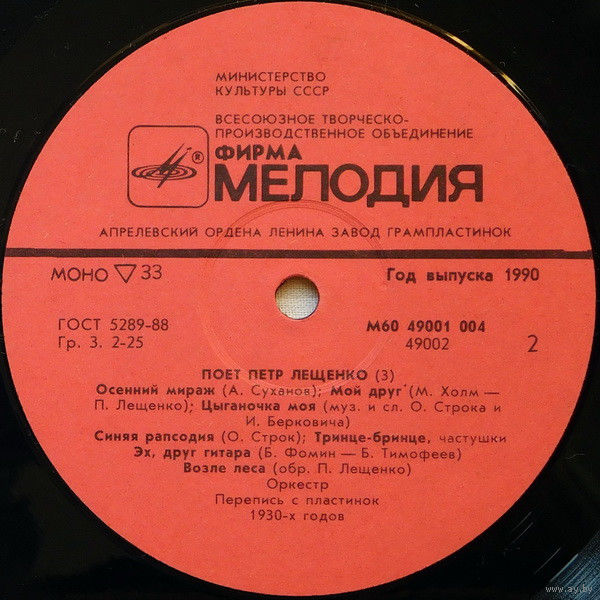 МИНИСТЕРСТВО
КУЛЬТУРЫ СССР
ВСЕСОЮЗНОЕ ТВОРЧЕСКО-
ПРОИЗВОДСТВЕННОЕ ОБЪЕДИНЕНИЕ
®
ФИРМА
МЕЛОДИЯ
АПРЕЛЕВСКИЙ ОРДЕНА ЛЕНИНА ЗАВОД ГРАМПЛАСТИНОК
МОНО ▽ 33
Год выпуска 1990
ГОСТ 5289-88
М60 49001 004
Гр. 3. 2-25
49002
2
ПОЕТ ПЕТР ЛЕЩЕНКО (3)
Осенний мираж (А. Суханов); Мой друг (М. Холм —
П. Лещенко); Цыганочка моя (муз. и сл. О. Строка и
И. Берковича)
Синяя рапсодия (О. Строк); Тринце-бринце, частушки
Эх, друг гитара (Б. Фомин — Б. Тимофеев)
Возле леса (обр. П. Лещенко)
Оркестр
Перепись с пластинок
1930-х годов
www.ay.by